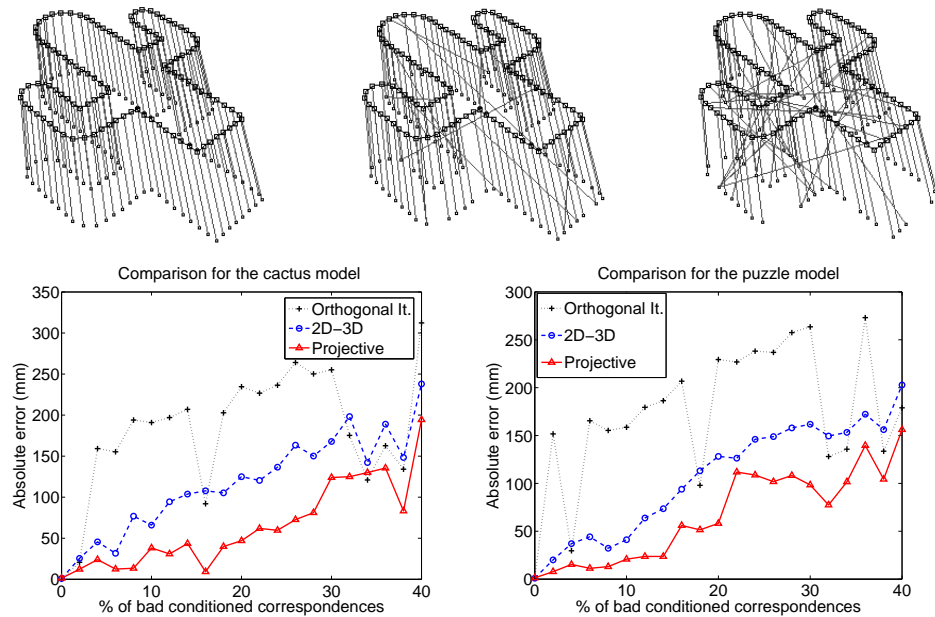 Comparison for the cactus model
350
300
250
200
150
100
50
0
Absolute error (mm)
Orthogonal It.
2D−3D
Projective
0
10
20
30
40
% of bad conditioned correspondences
Comparison for the puzzle model
300
250
200
150
100
50
0
Absolute error (mm)
Orthogonal It.
2D−3D
Projective
0
10
20
30
40
% of bad conditioned correspondences